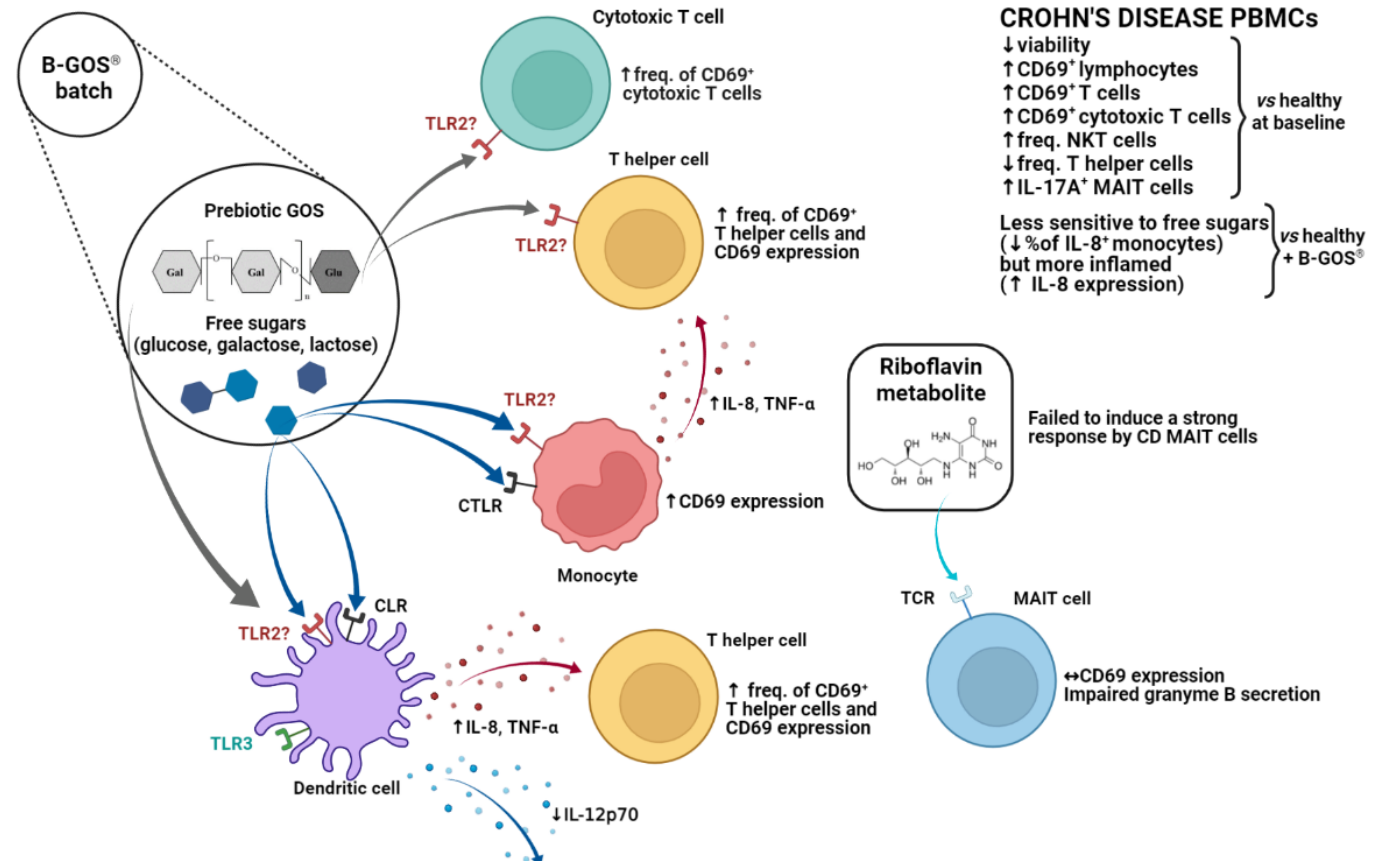 B-GOS®
batch
Prebiotic GOS
Gal
O
Gal
O
Glu
n
Free sugars
(glucose, galactose, lactose)
Cytotoxic T cell
↑freq. of CD69⁺
cytotoxic T cells
TLR2?
T helper cell
TLR2?
↑ freq. of CD69⁺
T helper cells and
CD69 expression
↑IL-8, TNF-α
TLR2?
CTLR
↑CD69 expression
Monocyte
CLR
TLR2?
TLR3
Dendritic cell
↑IL-8, TNF-α
↓IL-12p70
T helper cell
↑ freq. of CD69⁺
T helper cells and
CD69 expression
CROHN'S DISEASE PBMCs
↓viability
↑CD69⁺ lymphocytes
↑CD69⁺ T cells
↑CD69⁺ cytotoxic T cells
↑freq. NKT cells
↓freq. T helper cells
↑IL-17A⁺ MAIT cells
vs healthy
at baseline
Less sensitive to free sugars
(↓%of IL-8⁺ monocytes)
but more inflamed
(↑ IL-8 expression)
vs healthy
+ B-GOS®
Riboflavin
metabolite
O
H₂N
NH
OH
HO
N
H
N
H
O
OH
OH
Failed to induce a strong
response by CD MAIT cells
TCR
MAIT cell
↔CD69 expression
Impaired granyme B secretion